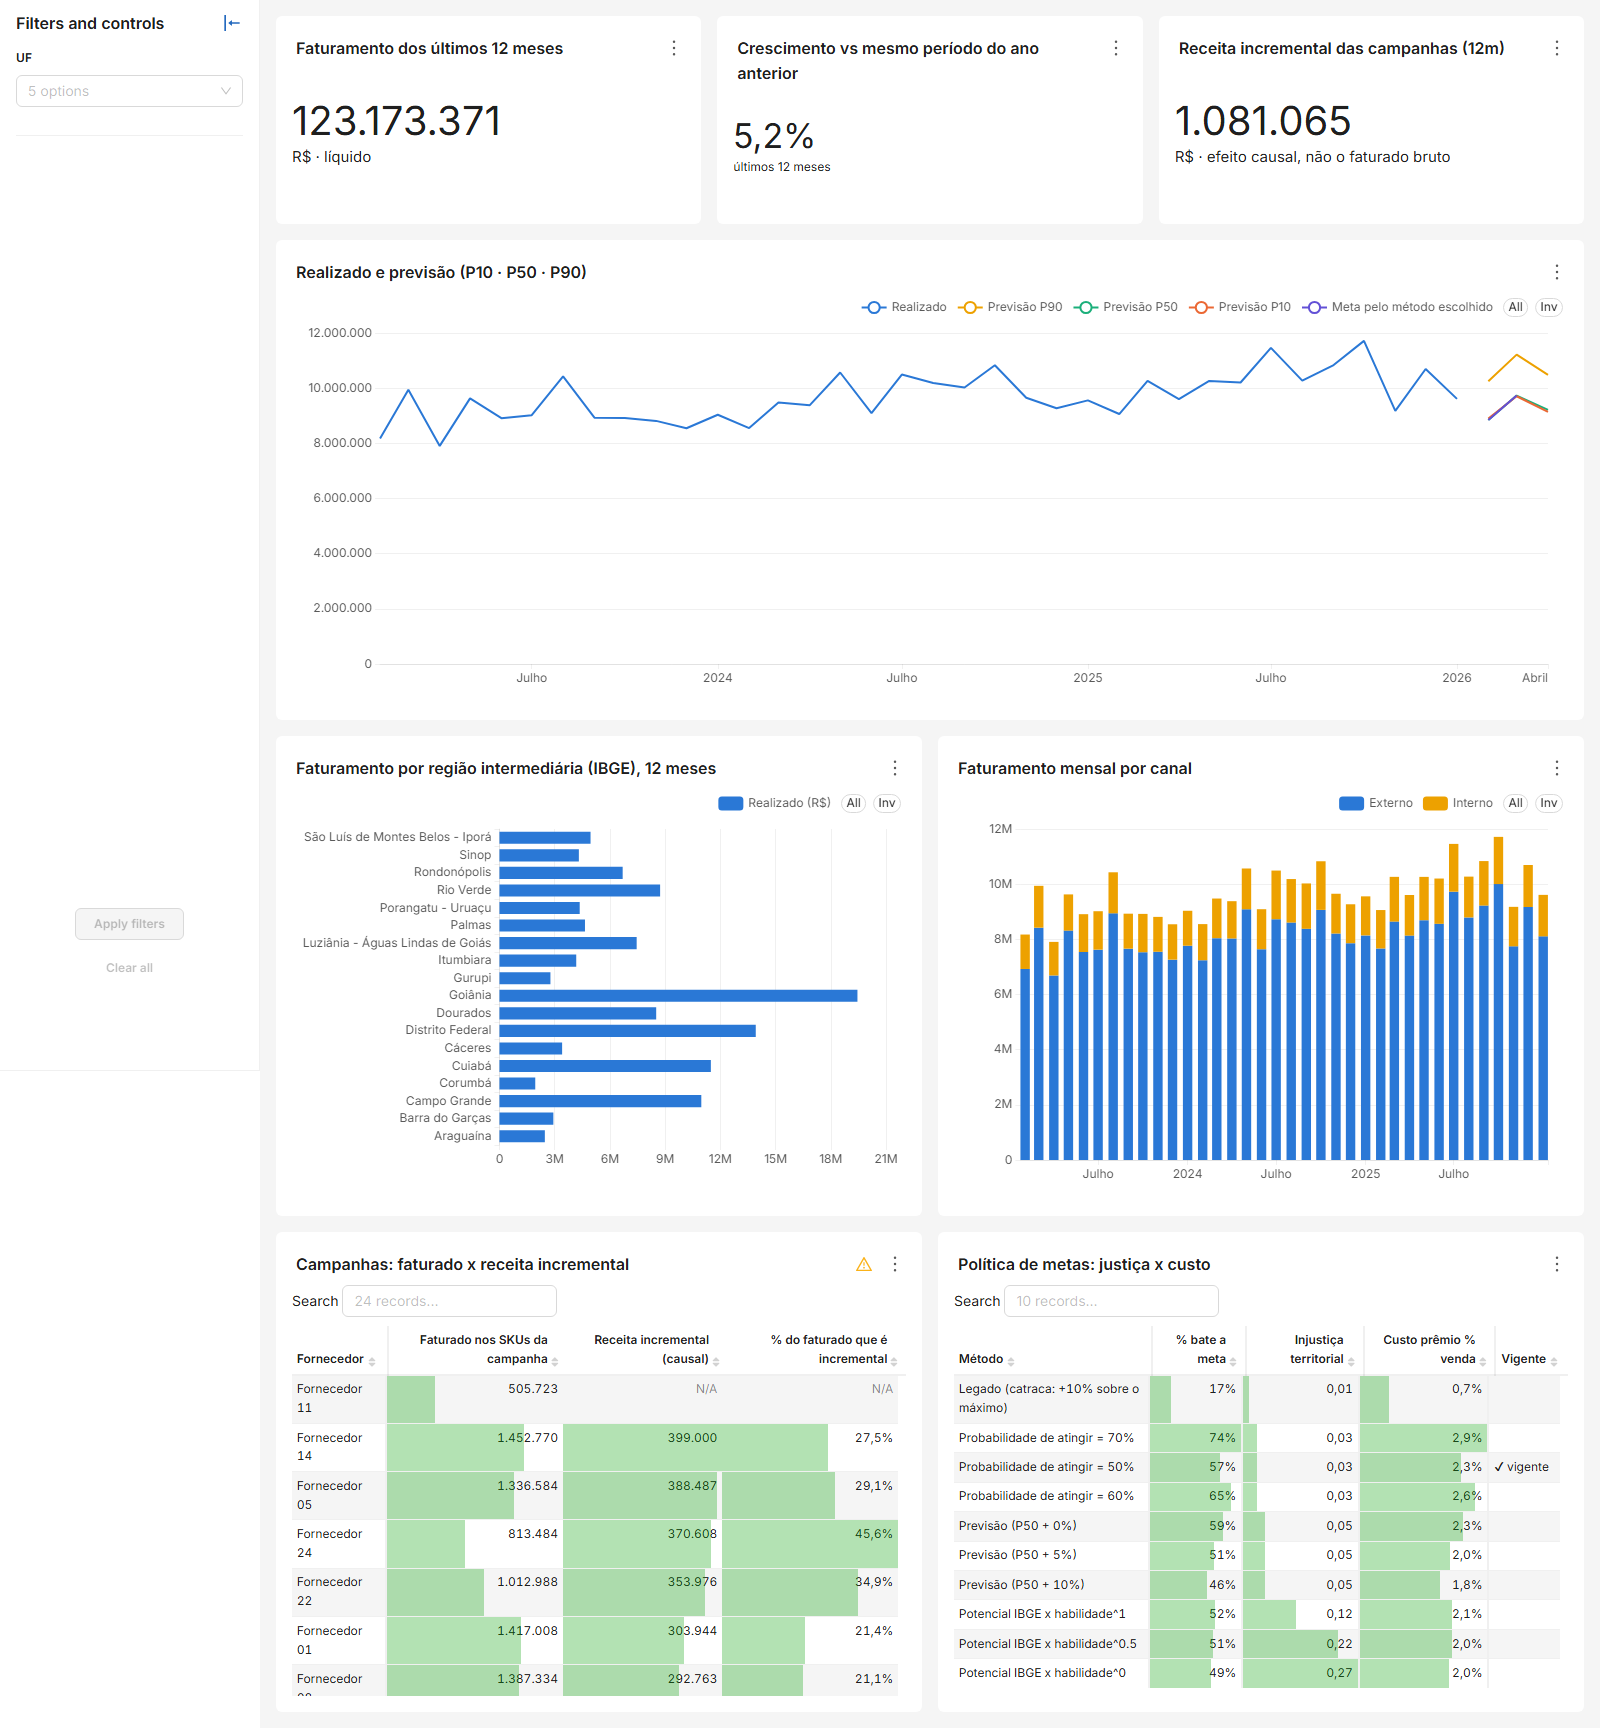 Filters and controls
UF
5 options
Apply filters
Clear all
Faturamento dos últimos 12 meses
123.173.371
R$ · líquido
Crescimento vs mesmo período do ano
anterior
5,2%
últimos 12 meses
Receita incremental das campanhas (12m)
1.081.065
R$ · efeito causal, não o faturado bruto
Realizado e previsão (P10 · P50 · P90)
Realizado Previsão P90 Previsão P50 Previsão P10 Meta pelo método escolhido All Inv
12.000.000
10.000.000
8.000.000
6.000.000
4.000.000
2.000.000
0
Julho 2024 Julho 2025 Julho 2026 Abril
Faturamento por região intermediária (IBGE), 12 meses
Realizado (R$) All Inv
São Luís de Montes Belos - Iporá
Sinop
Rondonópolis
Rio Verde
Porangatu - Uruaçu
Palmas
Luziânia - Águas Lindas de Goiás
Itumbiara
Gurupi
Goiânia
Dourados
Distrito Federal
Cáceres
Cuiabá
Corumbá
Campo Grande
Barra do Garças
Araguaína
0 3M 6M 9M 12M 15M 18M 21M
Faturamento mensal por canal
Externo Interno All Inv
12M
10M
8M
6M
4M
2M
0
Julho 2024 Julho 2025 Julho
Campanhas: faturado x receita incremental
Search 24 records...
Fornecedor Faturado nos SKUs da campanha Receita incremental (causal) % do faturado que é incremental
Fornecedor 11 505.723 N/A N/A
Fornecedor 14 1.452.770 399.000 27,5%
Fornecedor 05 1.336.584 388.487 29,1%
Fornecedor 24 813.484 370.608 45,6%
Fornecedor 22 1.012.988 353.976 34,9%
Fornecedor 01 1.417.008 303.944 21,4%
Fornecedor 1.387.334 292.763 21,1%
Política de metas: justiça x custo
Search 10 records...
Método % bate a meta Injustiça territorial Custo prêmio % venda Vigente
Legado (catraca: +10% sobre o máximo) 17% 0,01 0,7%
Probabilidade de atingir = 70% 74% 0,03 2,9%
Probabilidade de atingir = 50% 57% 0,03 2,3% ✓ vigente
Probabilidade de atingir = 60% 65% 0,03 2,6%
Previsão (P50 + 0%) 59% 0,05 2,3%
Previsão (P50 + 5%) 51% 0,05 2,0%
Previsão (P50 + 10%) 46% 0,05 1,8%
Potencial IBGE x habilidade^1 52% 0,12 2,1%
Potencial IBGE x habilidade^0.5 51% 0,22 2,0%
Potencial IBGE x habilidade^0 49% 0,27 2,0%